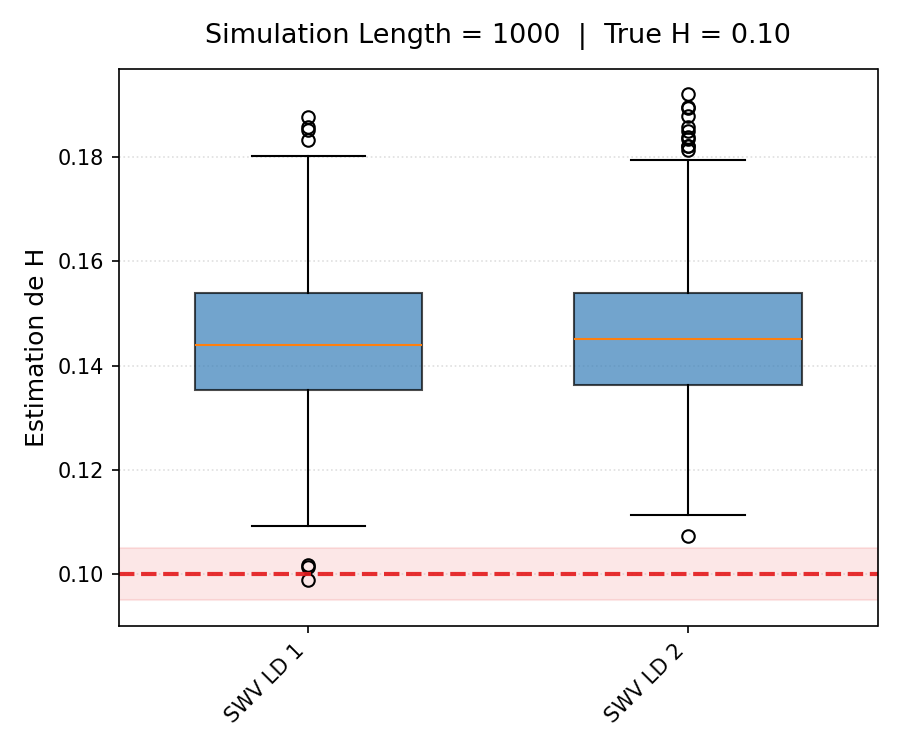 Simulation Length = 1000 | True H = 0.10
Estimation de H
0.18
0.16
0.14
0.12
0.10
SWV LD 1
SWV LD 2